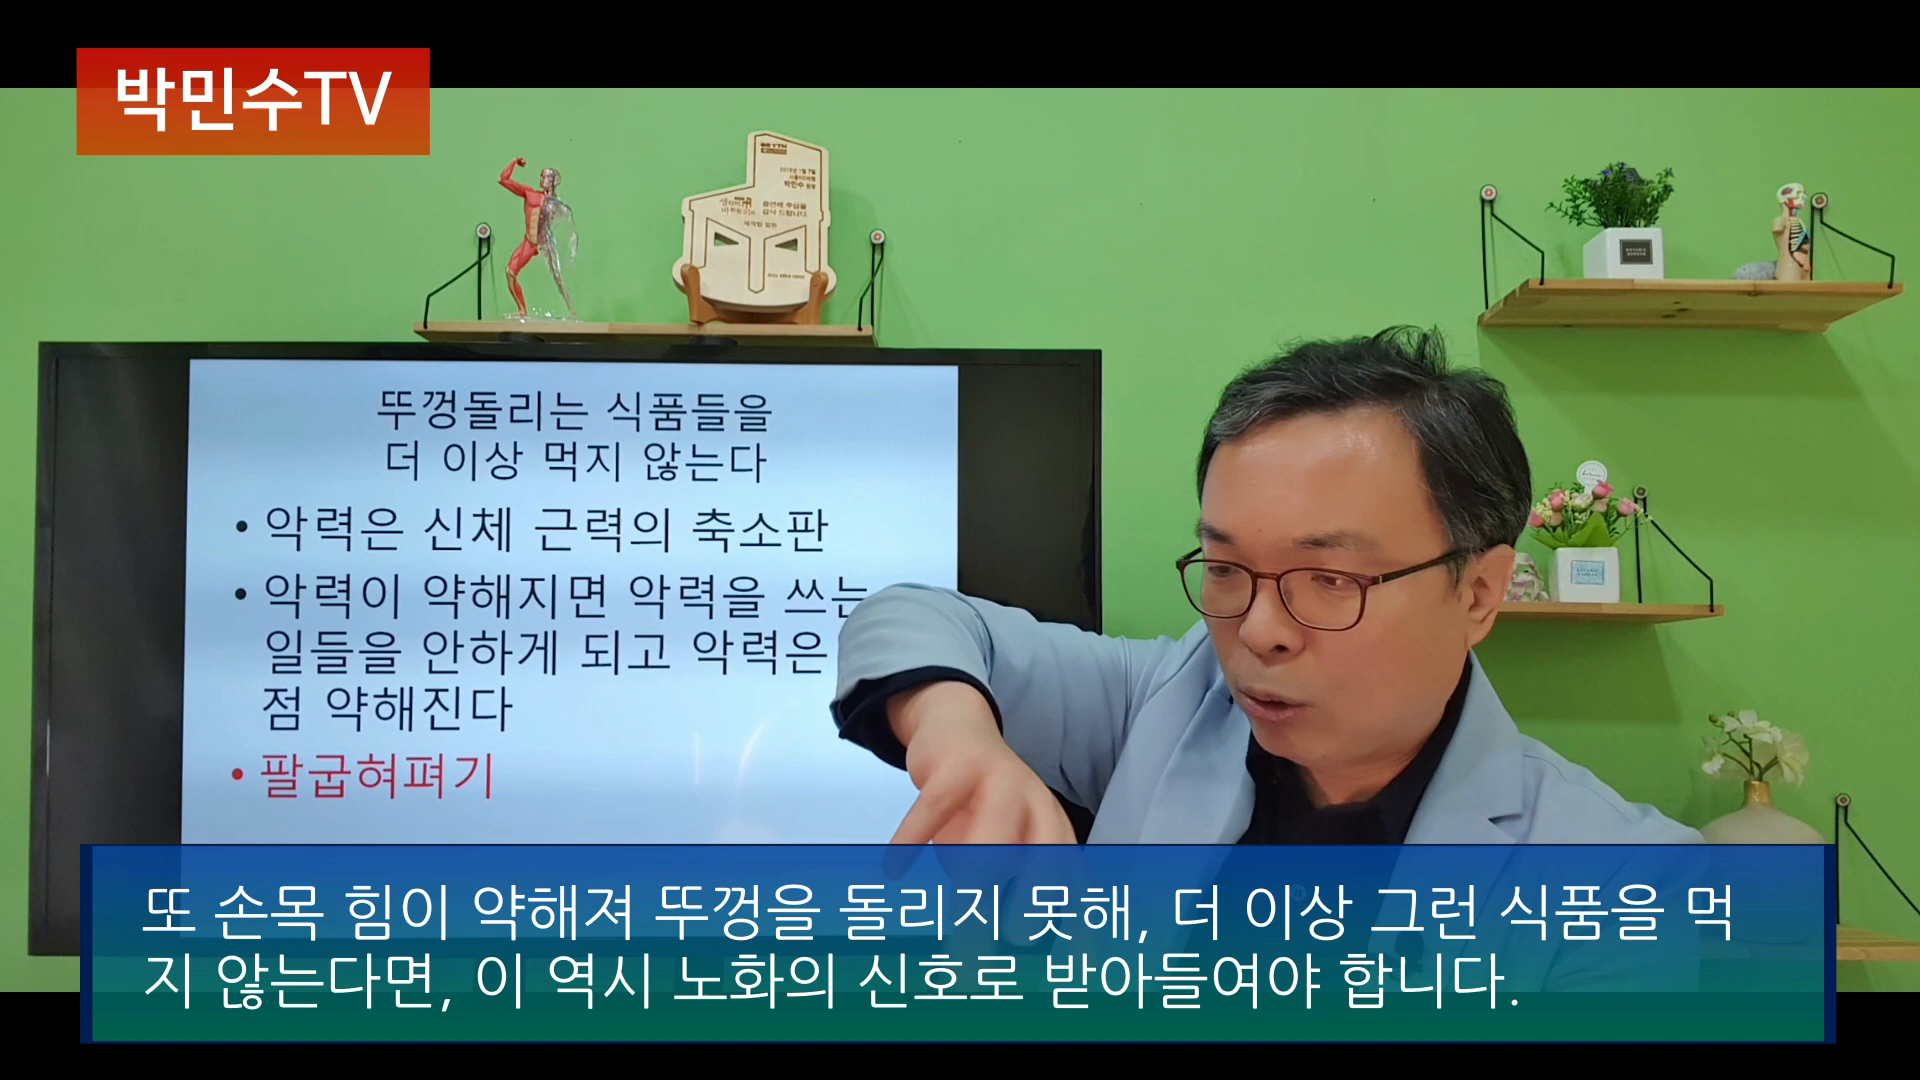 박민수TV
YTN
박민수
뚜껑돌리는 식품들을
더 이상 먹지 않는다
• 악력은 신체 근력의 축소판
• 악력이 약해지면 악력을 쓰는
일들을 안하게 되고 악력은
점 약해진다
• 팔굽혀펴기
또 손목 힘이 약해져 뚜껑을 돌리지 못해, 더 이상 그런 식품을 먹
지 않는다면, 이 역시 노화의 신호로 받아들여야 합니다.